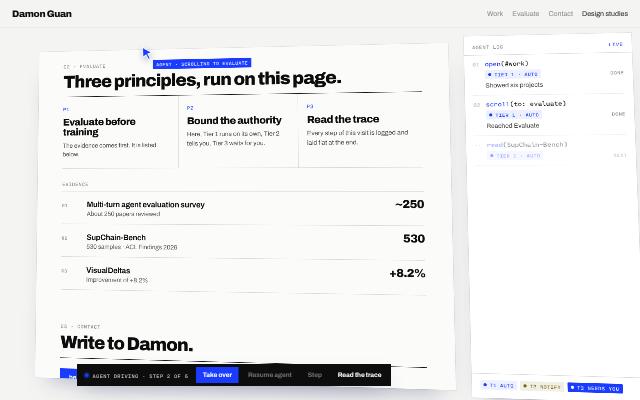 Damon Guan
Work Evaluate Contact Design studies
02 · EVALUATE
AGENT · SCROLLING TO EVALUATE
Three principles, run on this page.
P1
Evaluate before training
The evidence comes first. It is listed below.
P2
Bound the authority
Here, Tier 1 runs on its own, Tier 2 tells you, Tier 3 waits for you.
P3
Read the trace
Every step of this visit is logged and laid flat at the end.
EVIDENCE
01 Multi-turn agent evaluation survey ~250
About 250 papers reviewed
02 SupChain-Bench 530
530 samples · ACL Findings 2026
03 VisualDeltas +8.2%
Improvement of +8.2%
03 · CONTACT
Write to Damon.
AGENT DRIVING · STEP 2 OF 6 Take over Resume agent Step Read the trace
AGENT LOG LIVE
01 open(#work)
TIER 1 · AUTO DONE
Showed six projects
02 scroll(to: evaluate)
TIER 1 · AUTO DONE
Reached Evaluate
read(SupChain-Bench)
TIER 1 · AUTO NEXT
T1 AUTO T2 NOTIFY T3 NEEDS YOU